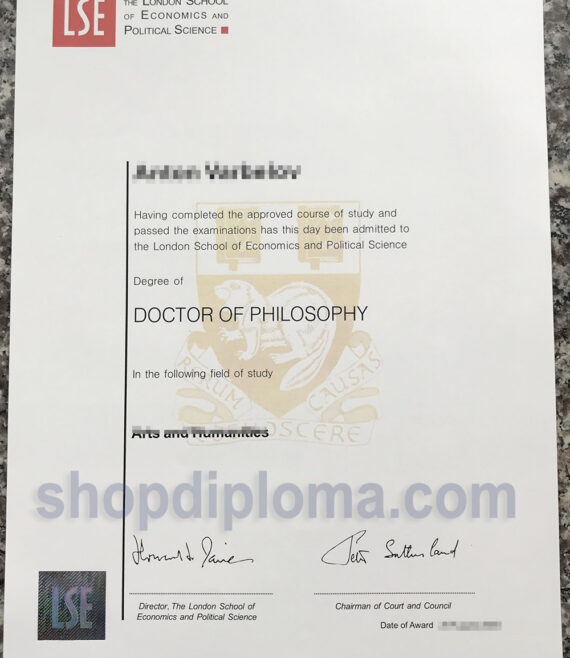 LSE
THE LONDON SCHOOL
OF ECONOMICS AND
POLITICAL SCIENCE
Having completed the approved course of study and
passed the examinations has this day been admitted to
the London School of Economics and Political Science
Degree of
DOCTOR OF PHILOSOPHY
In the following field of study
RERUM CAUSAS
COGNOSCERE
Arts and Humanities
shopdiploma.com
LSE
Director, The London School of
Economics and Political Science
Chairman of Court and Council
Date of Award